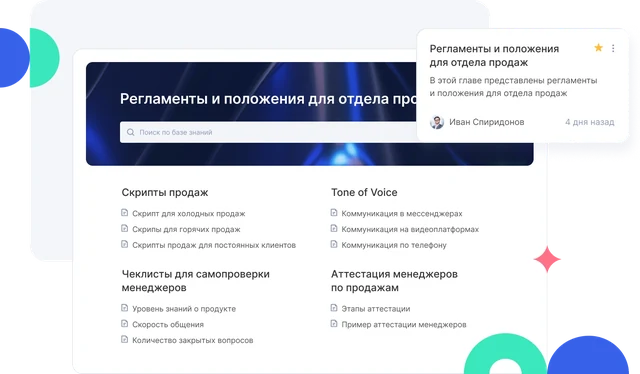 Регламенты и положения
для отдела продаж
В этой главе представлены регламенты
и положения для отдела продаж
Иван Спиридонов
4 дня назад
Регламенты и положения для отдела про
Поиск по базе знаний
Скрипты продаж
Скрипт для холодных продаж
Скрипы для горячих продаж
Скрипты продаж для постоянных клиентов
Tone of Voice
Коммуникация в мессенджерах
Коммуникация на видеоплатформах
Коммуникация по телефону
Чеклисты для самопроверки
менеджеров
Уровень знаний о продукте
Скорость общения
Количество закрытых вопросов
Аттестация менеджеров
по продажам
Этапы аттестации
Пример аттестации менеджеров